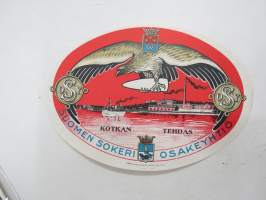 KOTKAN TEHDAS
SUOMEN SOKERI OSAKEYHTIÖ